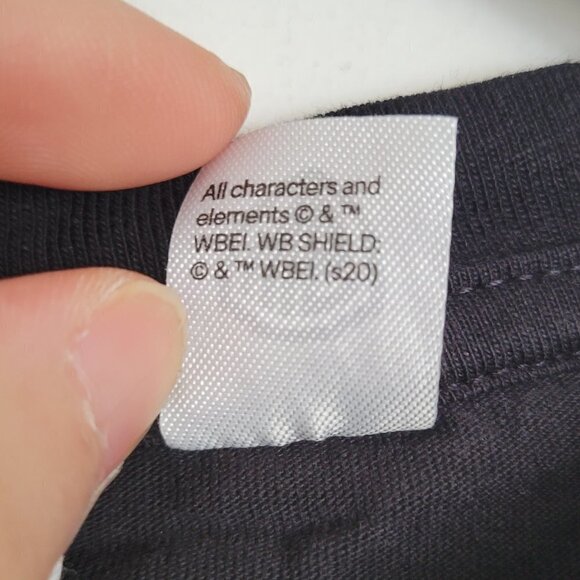 All characters and
elements © & ™
WBEI. WB SHIELD:
© & ™ WBEI. (s20)